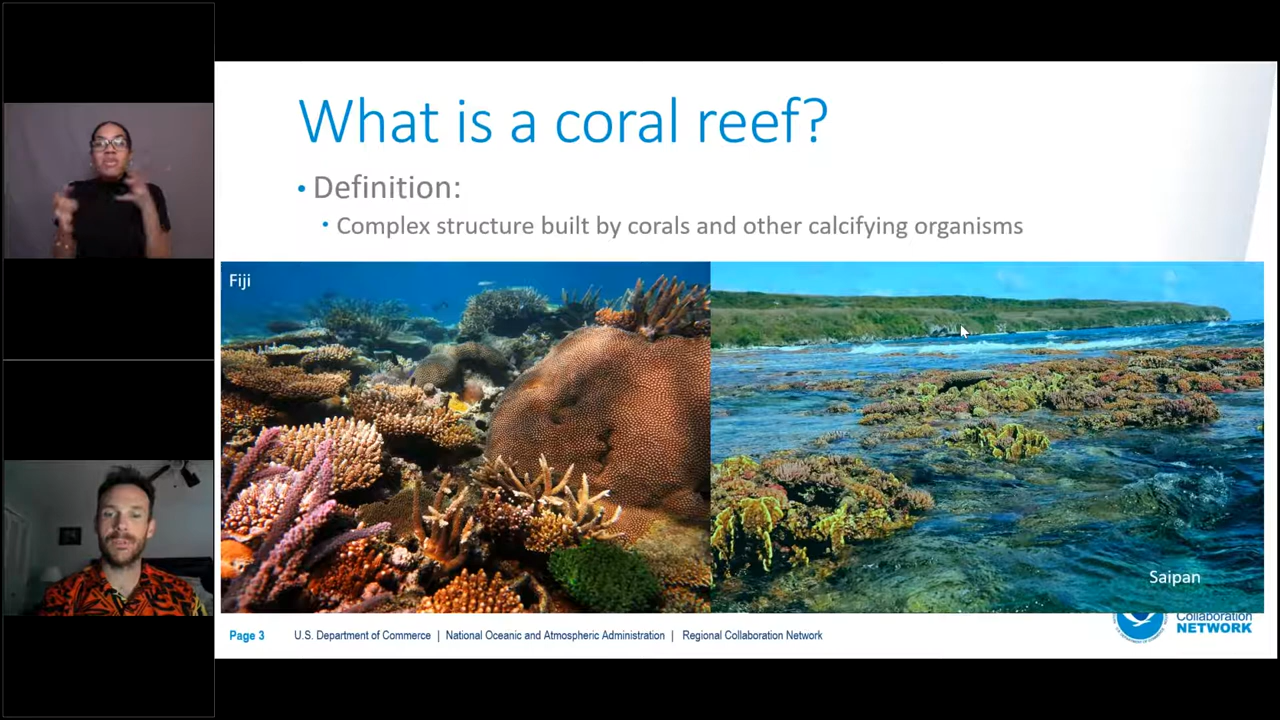 What is a coral reef?
• Definition:
• Complex structure built by corals and other calcifying organisms
Fiji
Saipan
Collaboration
NETWORK
Page 3 U.S. Department of Commerce | National Oceanic and Atmospheric Administration | Regional Collaboration Network